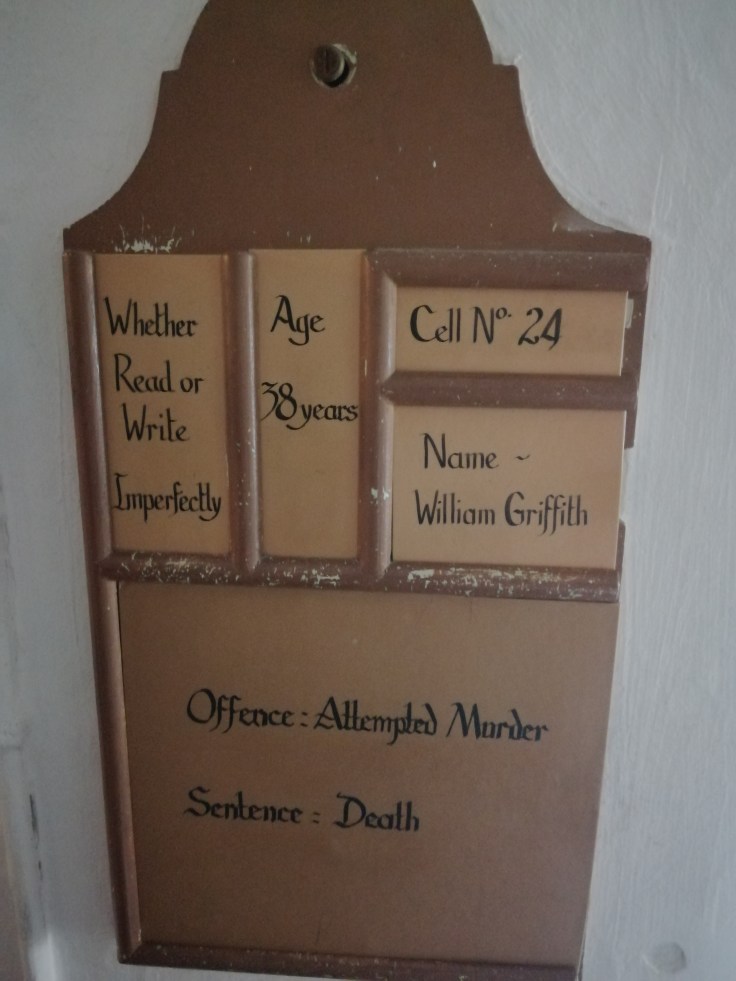 Whether
Read or
Write
Imperfectly
Age
38 years
Cell Nº 24
Name ~
William Griffith
Offence : Attempted Murder
Sentence : Death